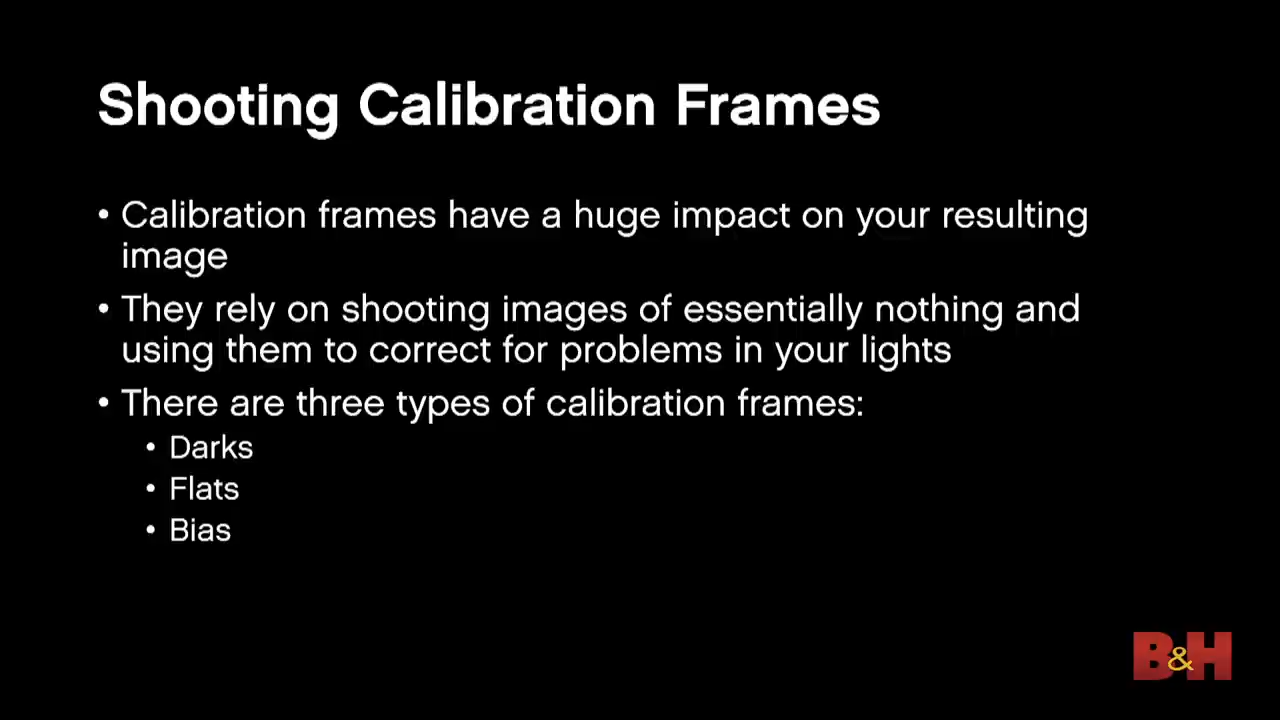 Shooting Calibration Frames
• Calibration frames have a huge impact on your resulting
image
• They rely on shooting images of essentially nothing and
using them to correct for problems in your lights
• There are three types of calibration frames:
• Darks
• Flats
• Bias
B&H